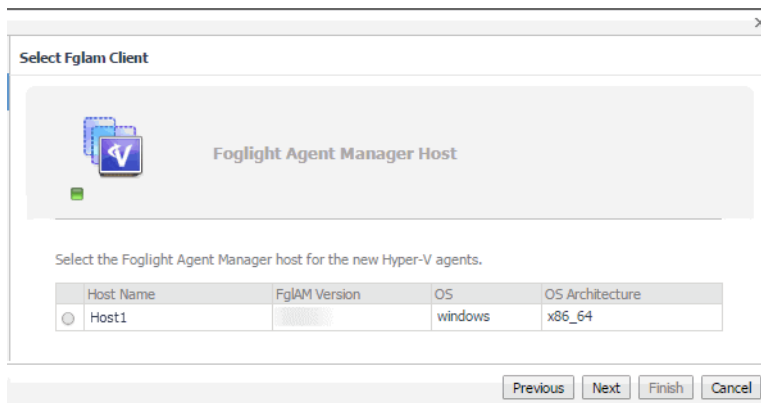 Select Fglam Client
Foglight Agent Manager Host
Select the Foglight Agent Manager host for the new Hyper-V agents.
Host Name FglAM Version OS OS Architecture
Host1 windows x86_64
Previous Next Finish Cancel